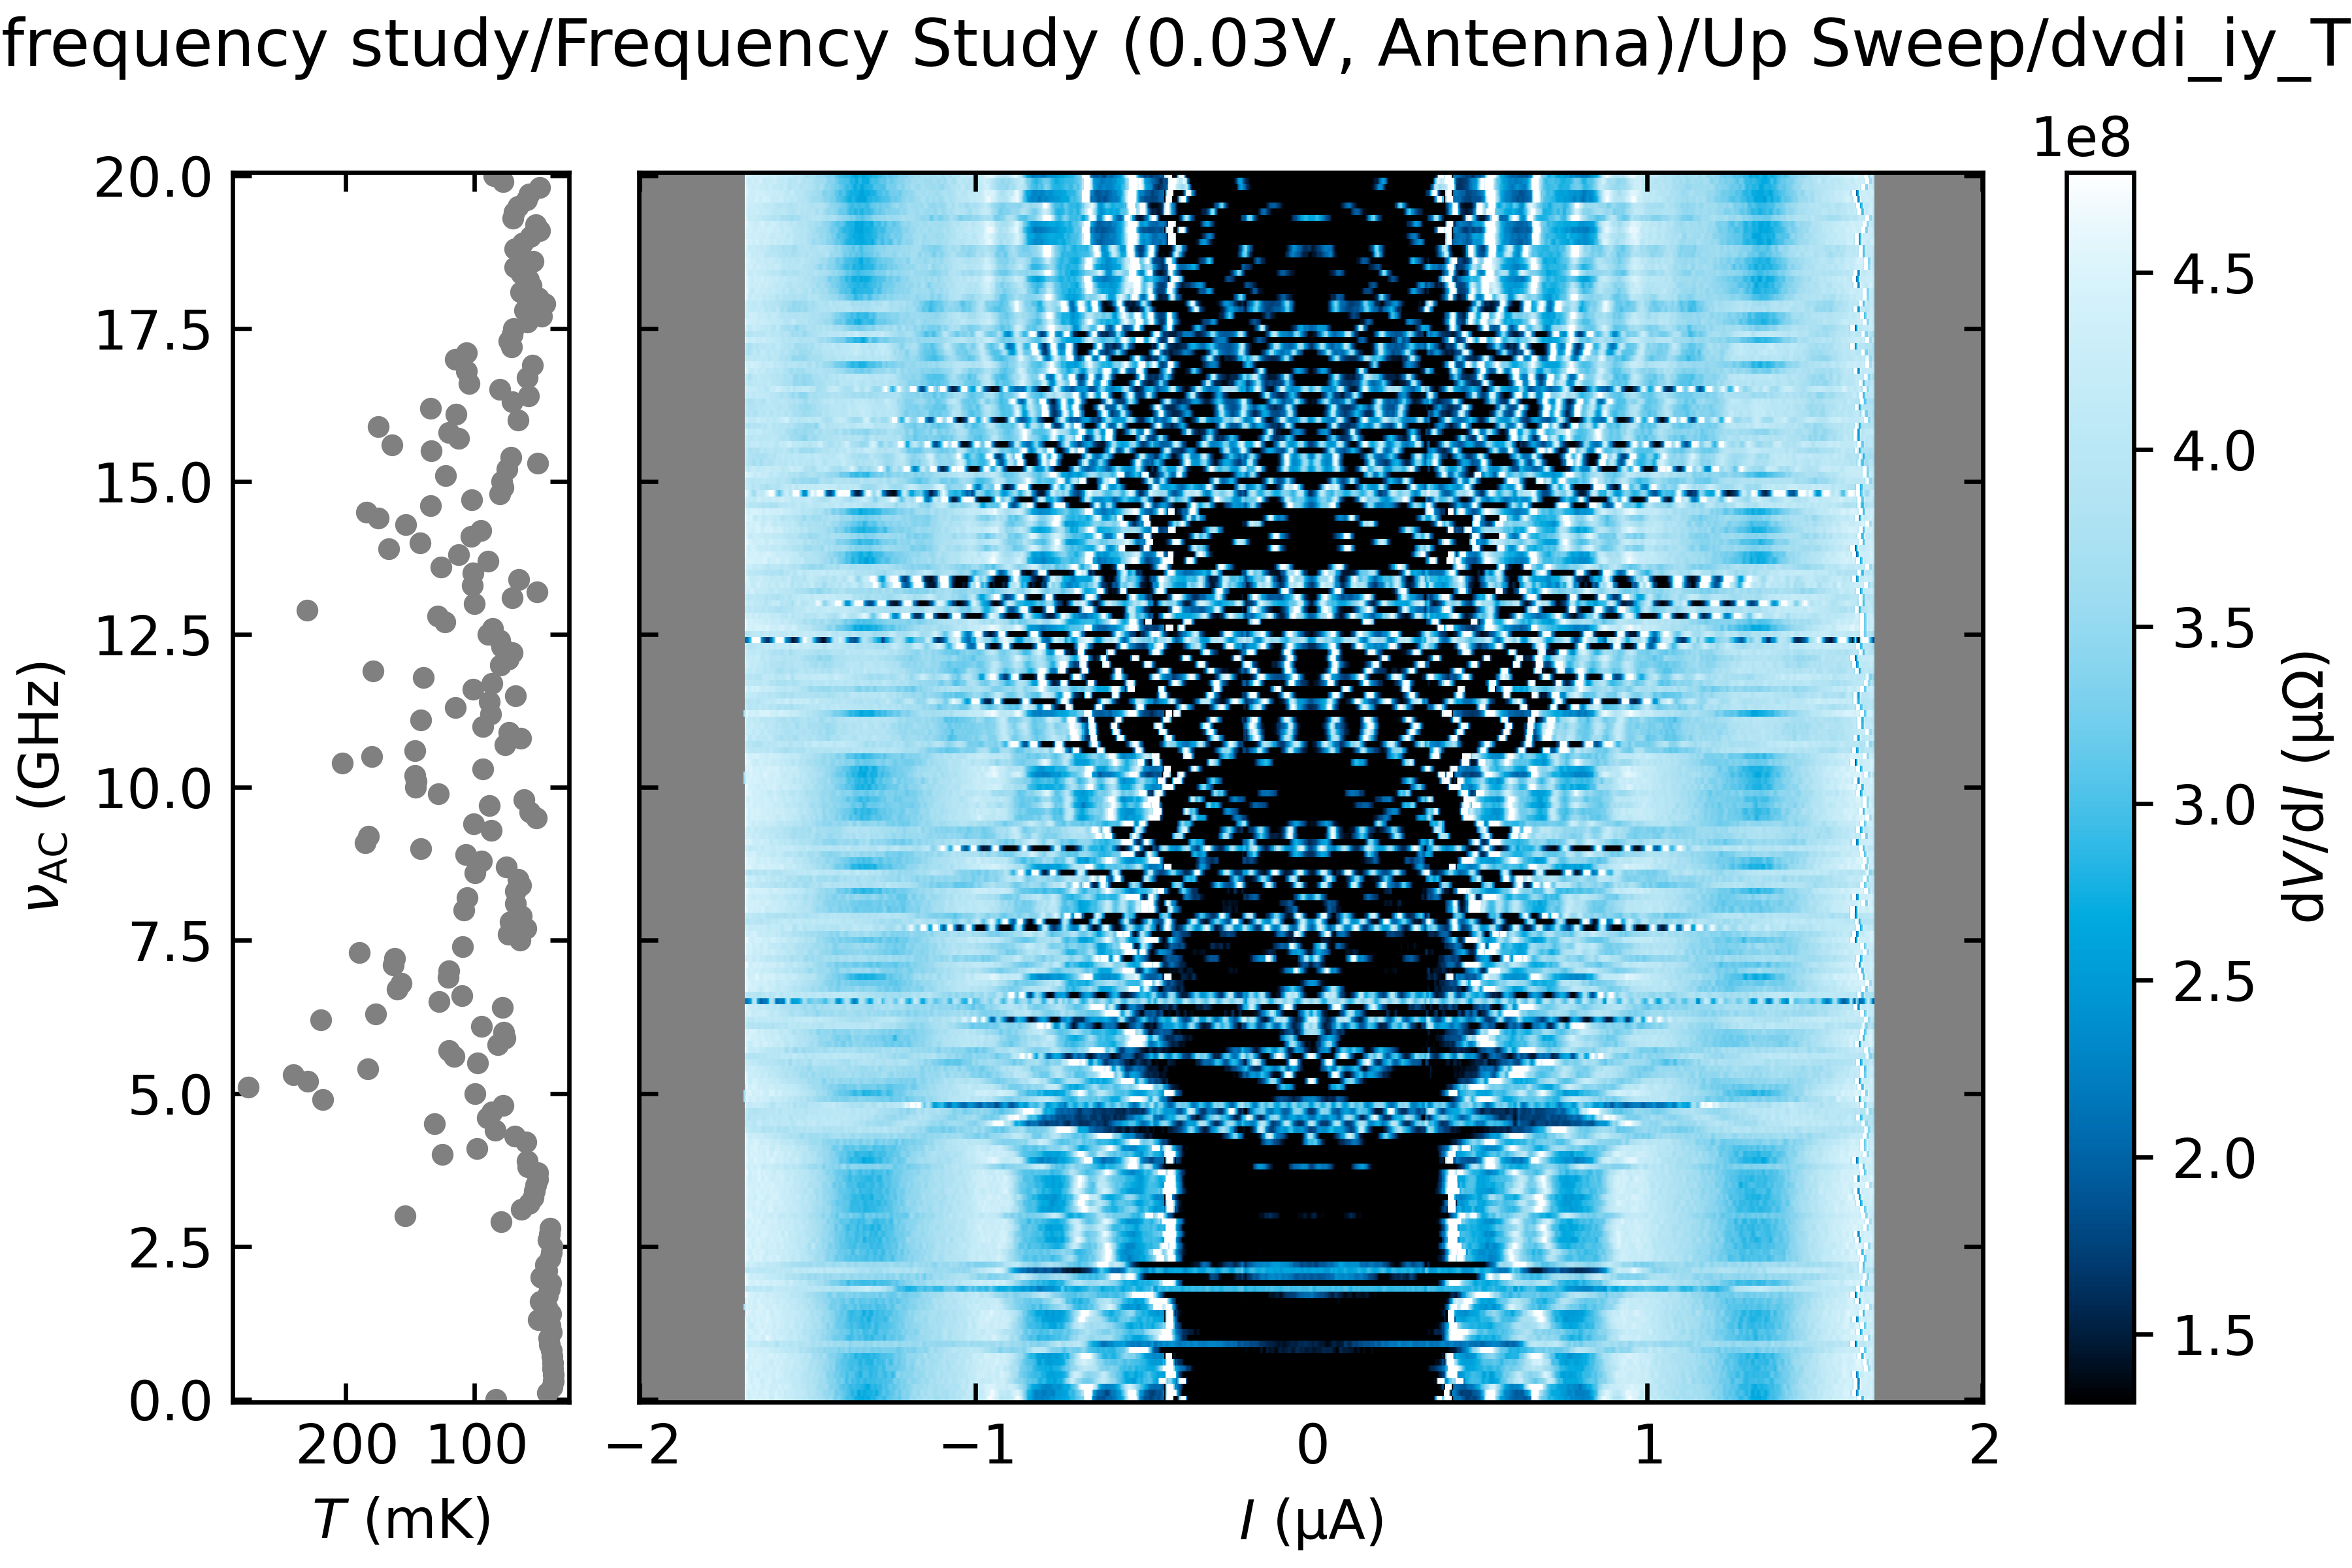 frequency study/Frequency Study (0.03V, Antenna)/Up Sweep/dvdi_iy_T
1e8
20.0
17.5
15.0
12.5
10.0
7.5
5.0
2.5
0.0
νAC (GHz)
200 100
T (mK)
−2 −1 0 1 2
I (µA)
4.5
4.0
3.5
3.0
2.5
2.0
1.5
dV/dI (µΩ)